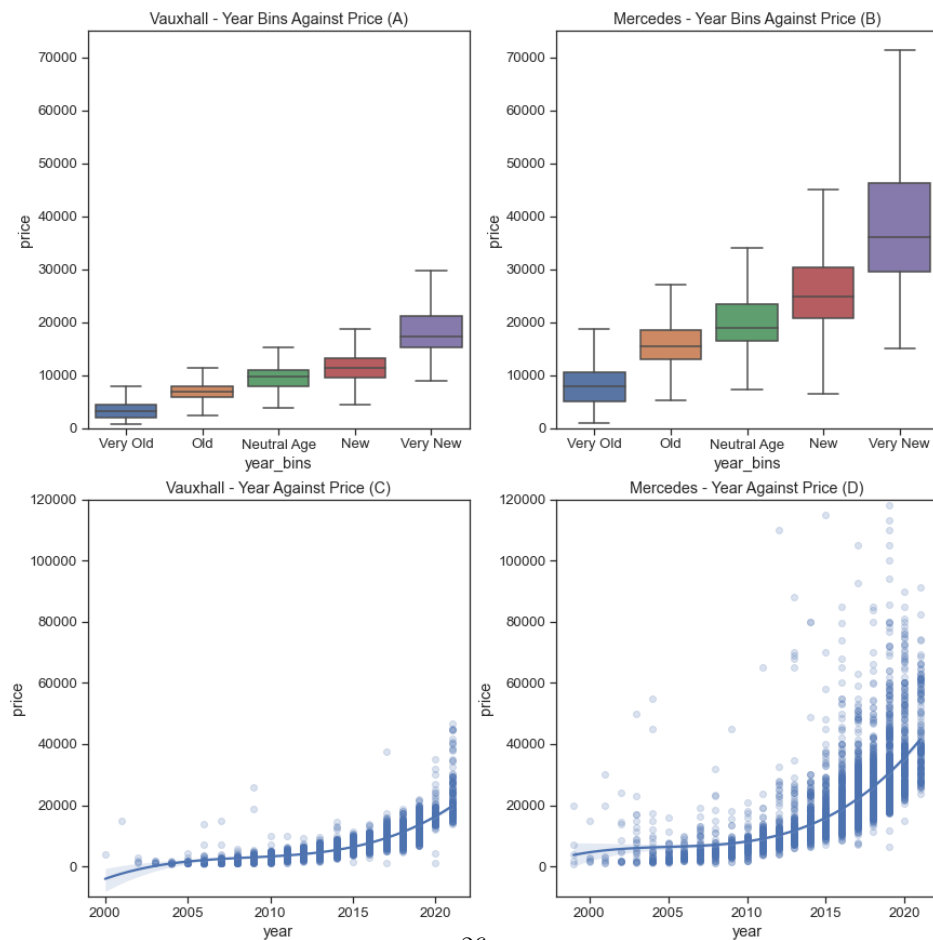 Vauxhall - Year Bins Against Price (A)
70000
60000
50000
40000
30000
20000
10000
0
price
Very Old Old Neutral Age New Very New
year_bins
Mercedes - Year Bins Against Price (B)
70000
60000
50000
40000
30000
20000
10000
0
price
Very Old Old Neutral Age New Very New
year_bins
Vauxhall - Year Against Price (C)
120000
100000
80000
60000
40000
20000
0
price
2000 2005 2010 2015 2020
year
Mercedes - Year Against Price (D)
120000
100000
80000
60000
40000
20000
0
price
2000 2005 2010 2015 2020
year